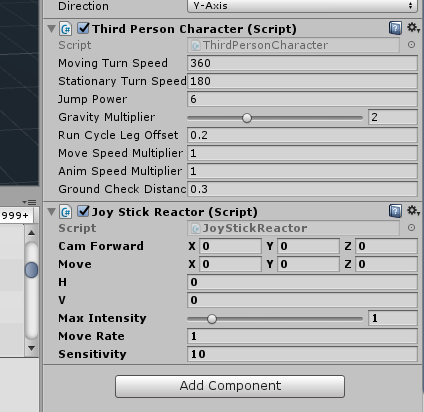 Direction Y-Axis
Third Person Character (Script)
Script ThirdPersonCharacter
Moving Turn Speed 360
Stationary Turn Speed 180
Jump Power 6
Gravity Multiplier 2
Run Cycle Leg Offset 0.2
Move Speed Multiplier 1
Anim Speed Multiplier 1
Ground Check Distanc 0.3
999+
Joy Stick Reactor (Script)
Script JoyStickReactor
Cam Forward X 0 Y 0 Z 0
Move X 0 Y 0 Z 0
H 0
V 0
Max Intensity 1
Move Rate 1
Sensitivity 10
Add Component